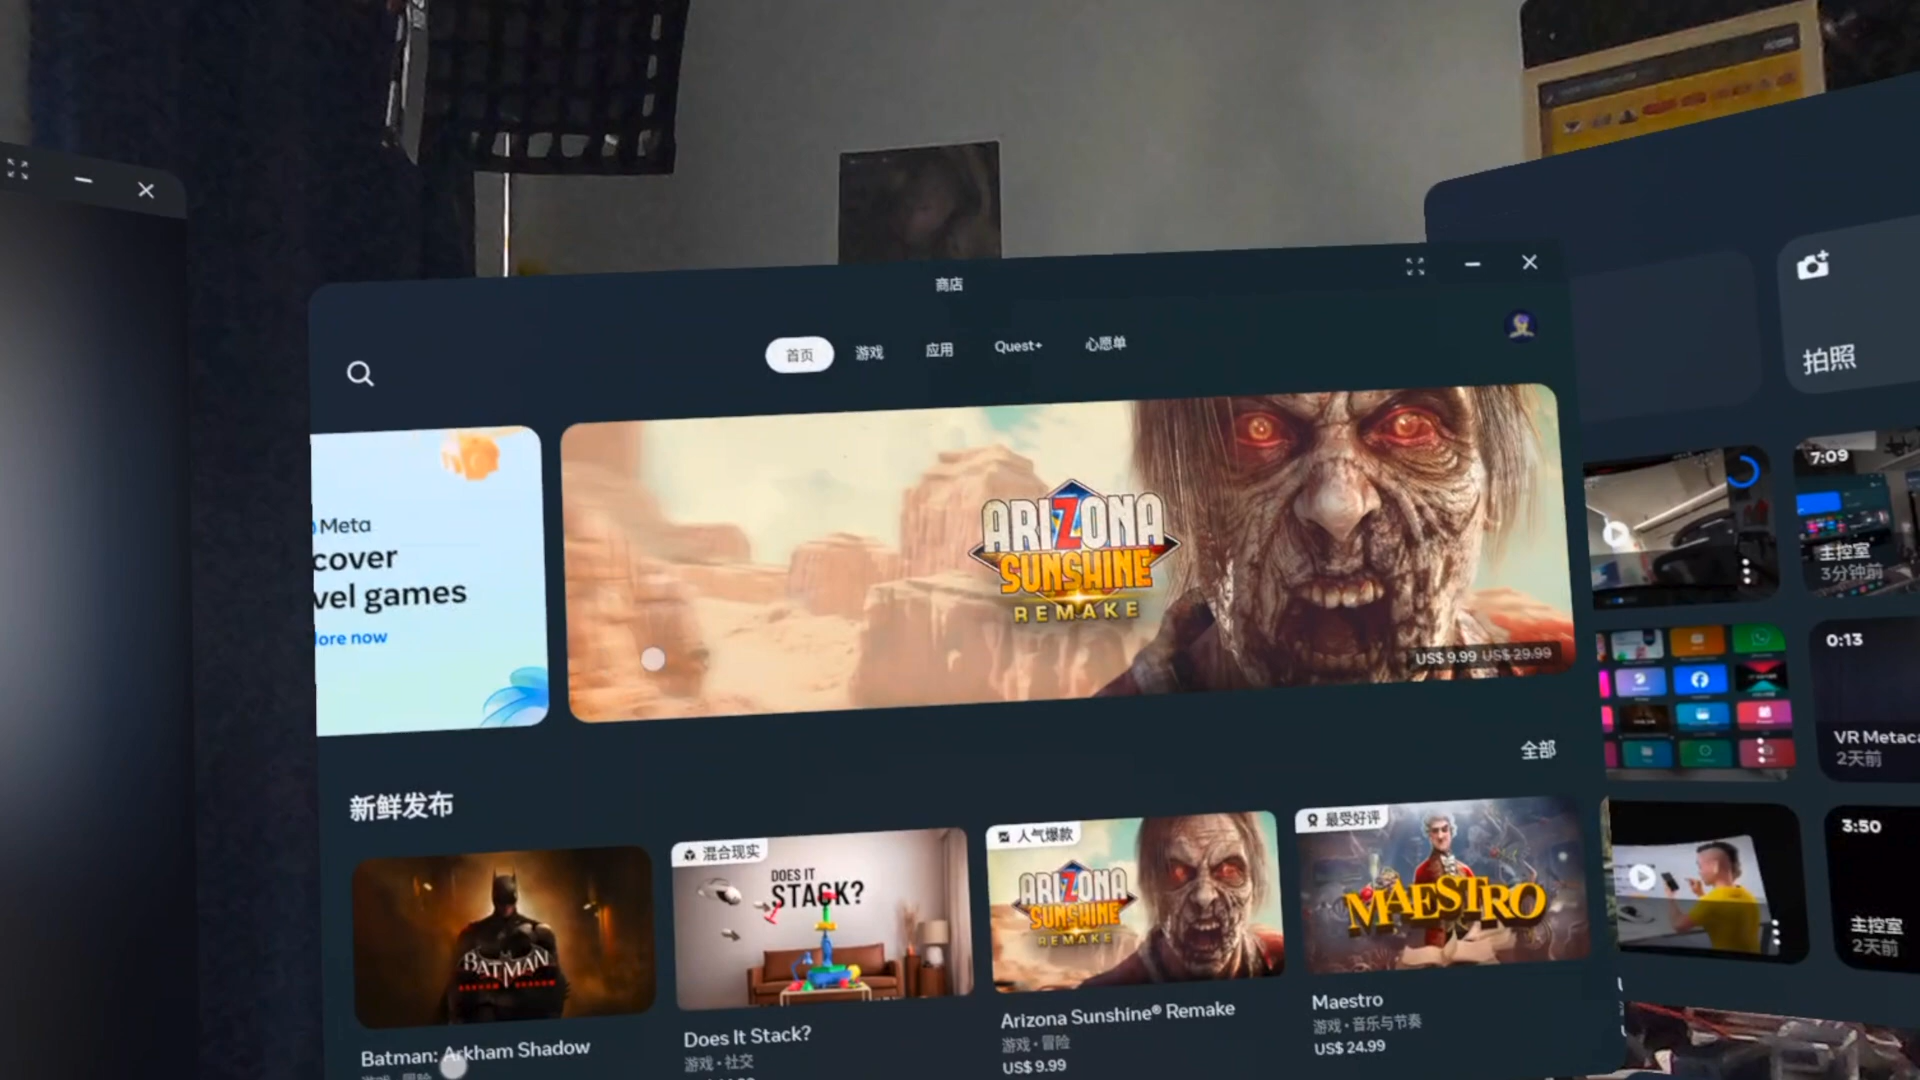 商店
首页
游戏
应用
Quest+
心愿单
Meta
cover
vel games
lore now
ARIZONA
SUNSHINE
REMAKE
US$ 9.99 US$ 29.99
新鲜发布
全部
BATMAN
Batman: Arkham Shadow
混合现实
DOES IT
STACK?
Does It Stack?
游戏 • 社交
人气爆款
ARIZONA
SUNSHINE
REMAKE
Arizona Sunshine® Remake
游戏 • 冒险
US$ 9.99
最受好评
MAESTRO
Maestro
游戏 • 音乐与节奏
US$ 24.99
拍照
7:09
主控室
3分钟前
0:13
VR Metaca
2天前
3:50
主控室
2天前